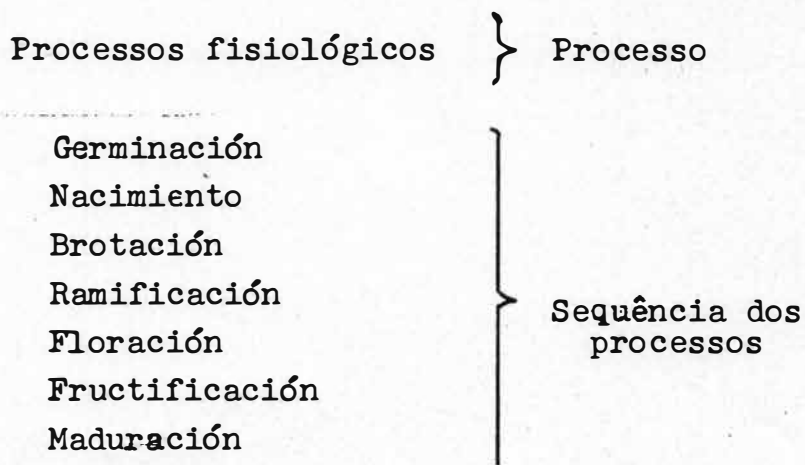 Processos fisiológicos } Processo
Germinación
Nacimiento
Brotación
Ramificación
Floración
Fructificación
Maduración
Sequência dos
processos